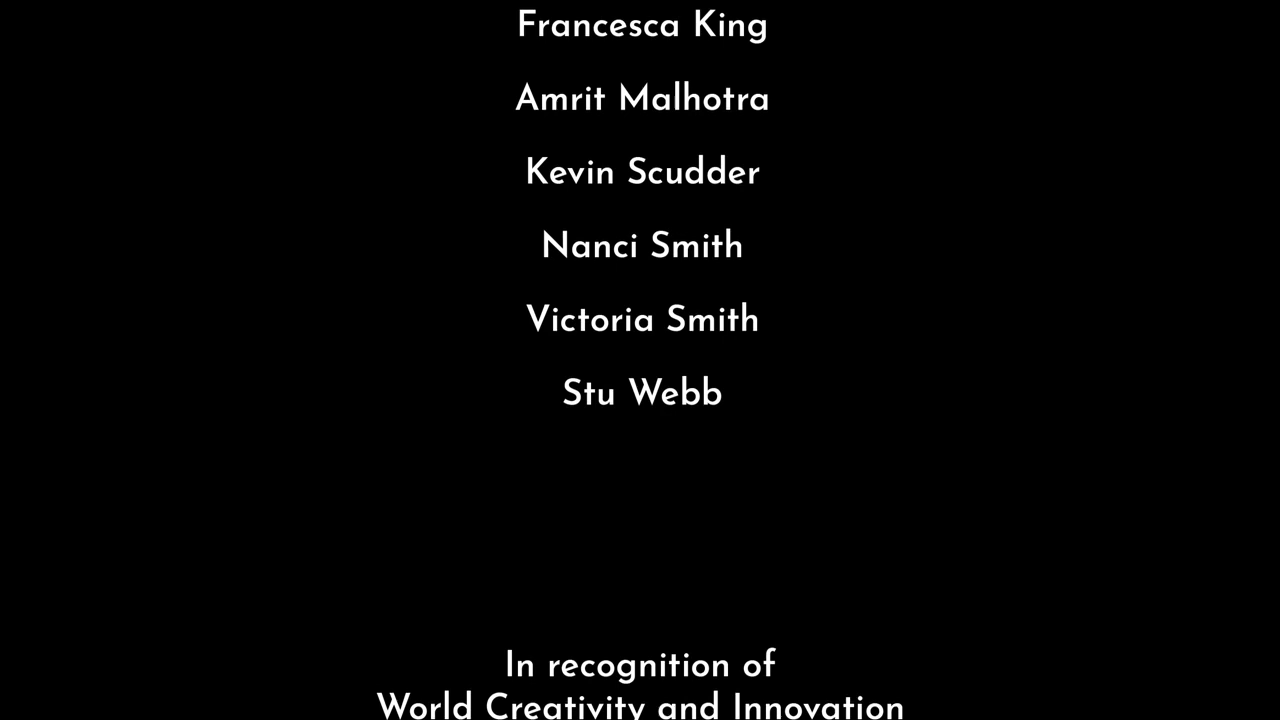 Francesca King
Amrit Malhotra
Kevin Scudder
Nanci Smith
Victoria Smith
Stu Webb
In recognition of
World Creativity and Innovation